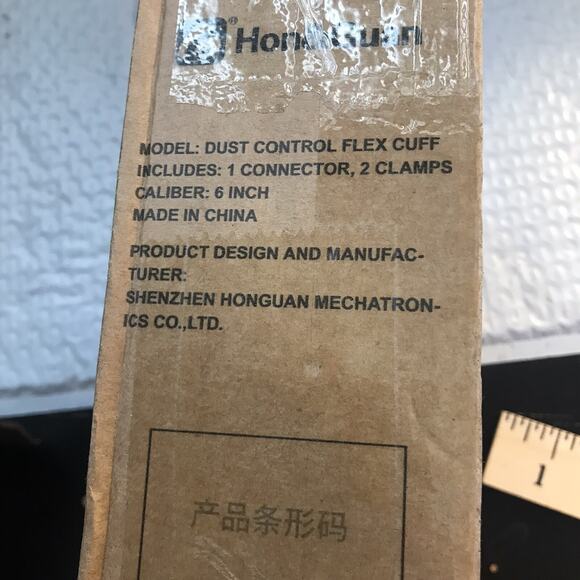 HongGuan
MODEL: DUST CONTROL FLEX CUFF
INCLUDES: 1 CONNECTOR, 2 CLAMPS
CALIBER: 6 INCH
MADE IN CHINA
PRODUCT DESIGN AND MANUFAC-
TURER:
SHENZHEN HONGUAN MECHATRON-
ICS CO.,LTD.
产品条形码
1